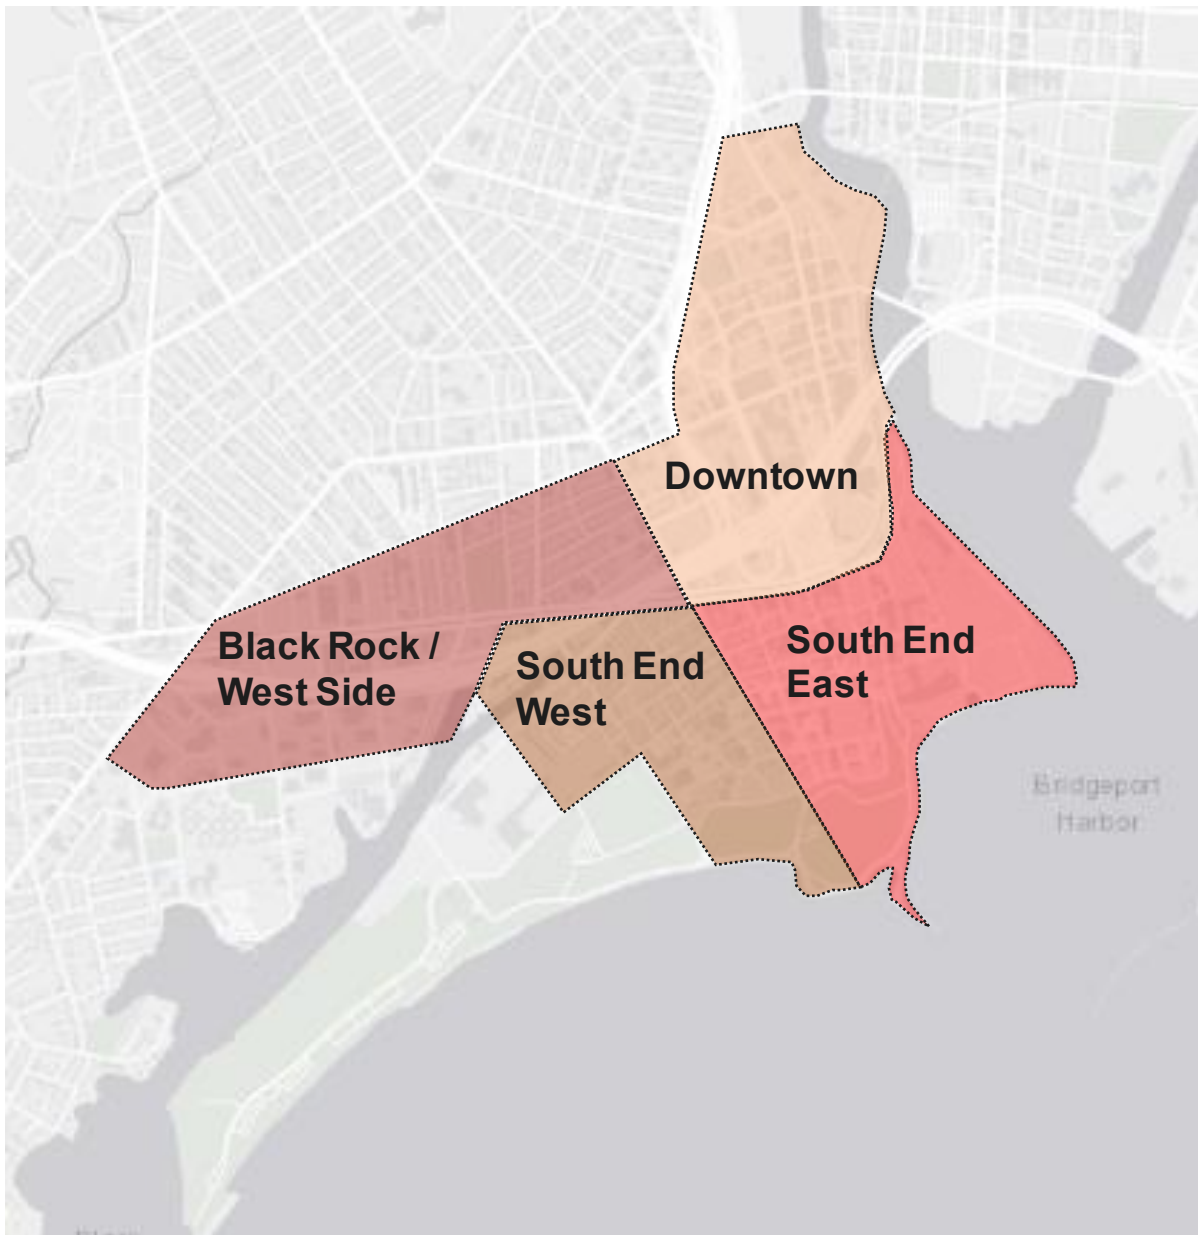 Downtown
Black Rock /
West Side
South End
West
South End
East
Bridgeport
Harbor